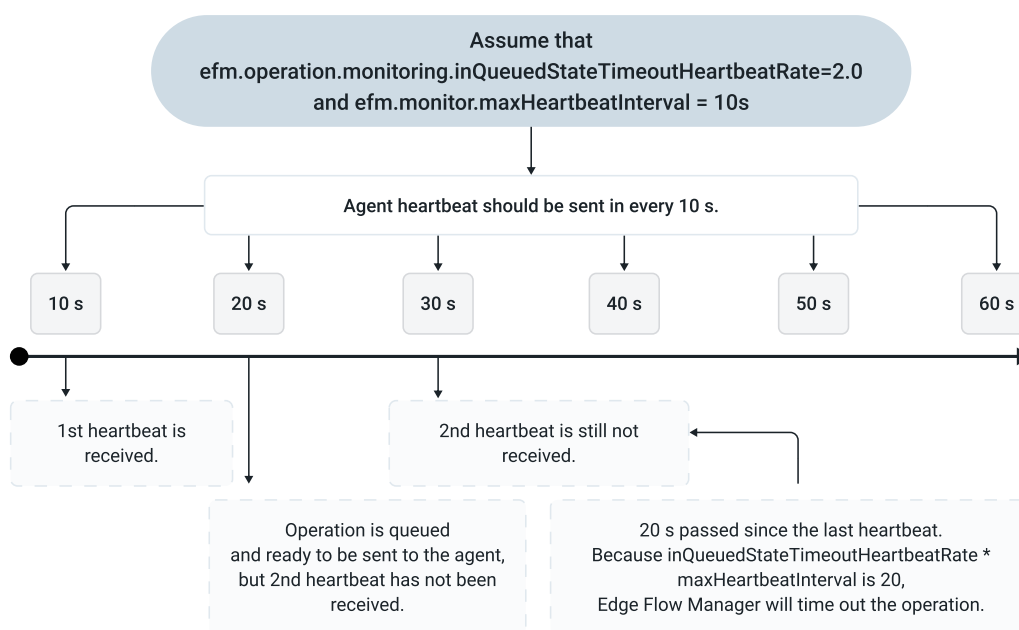 Assume that
efm.operation.monitoring.inQueuedStateTimeoutHeartbeatRate=2.0
and efm.monitor.maxHeartbeatInterval = 10s
Agent heartbeat should be sent in every 10 s.
10 s
20 s
30 s
40 s
50 s
60 s
1st heartbeat is
received.
2nd heartbeat is still not
received.
Operation is queued
and ready to be sent to the agent,
but 2nd heartbeat has not been
received.
20 s passed since the last heartbeat.
Because inQueuedStateTimeoutHeartbeatRate *
maxHeartbeatInterval is 20,
Edge Flow Manager will time out the operation.